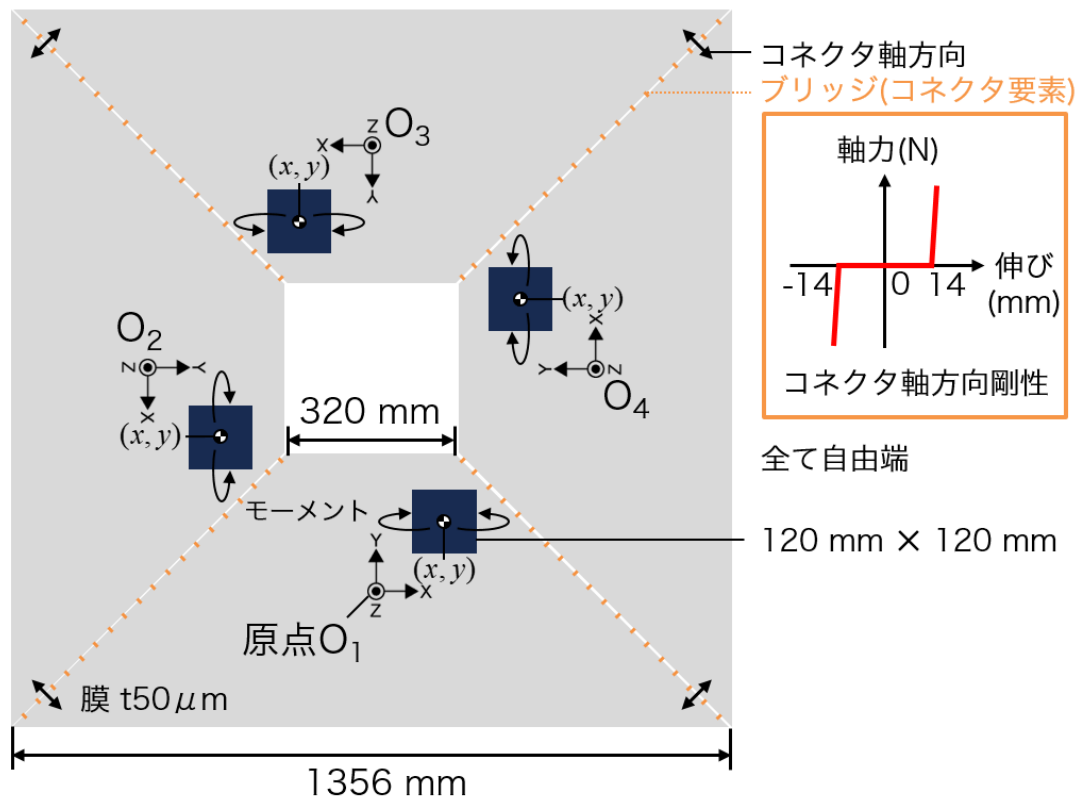 コネクタ軸方向
ブリッジ(コネクタ要素)
軸力(N)
-14
0
14
伸び
(mm)
コネクタ軸方向剛性
全て自由端
120 mm × 120 mm
Z
O3
X
Y
(x, y)
(x, y)
X
Y
Z
O4
O2
Z
Y
X
(x, y)
320 mm
モーメント
(x, y)
Y
X
Z
原点O1
膜 t50μm
1356 mm